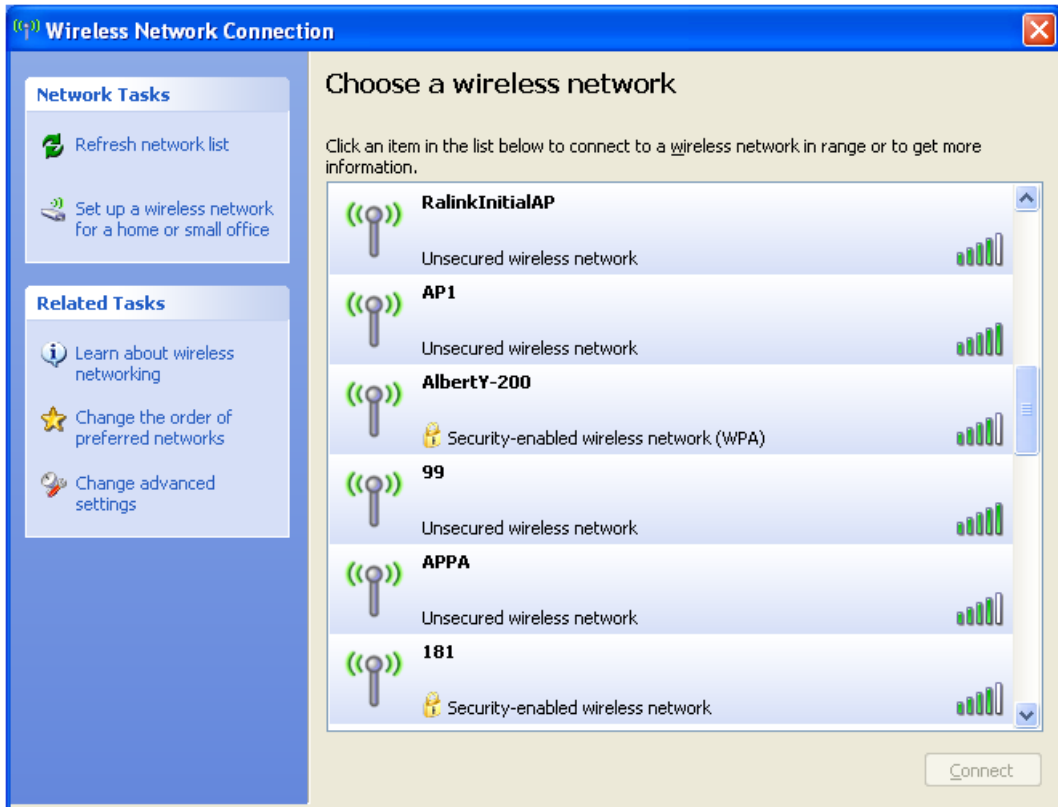 Wireless Network Connection
Network Tasks
Refresh network list
Set up a wireless network
for a home or small office
Related Tasks
Learn about wireless
networking
Change the order of
preferred networks
Change advanced
settings
Choose a wireless network
Click an item in the list below to connect to a wireless network in range or to get more
information.
RalinkInitialAP
Unsecured wireless network
AP1
Unsecured wireless network
AlbertY-200
Security-enabled wireless network (WPA)
99
Unsecured wireless network
APPA
Unsecured wireless network
181
Security-enabled wireless network
Connect